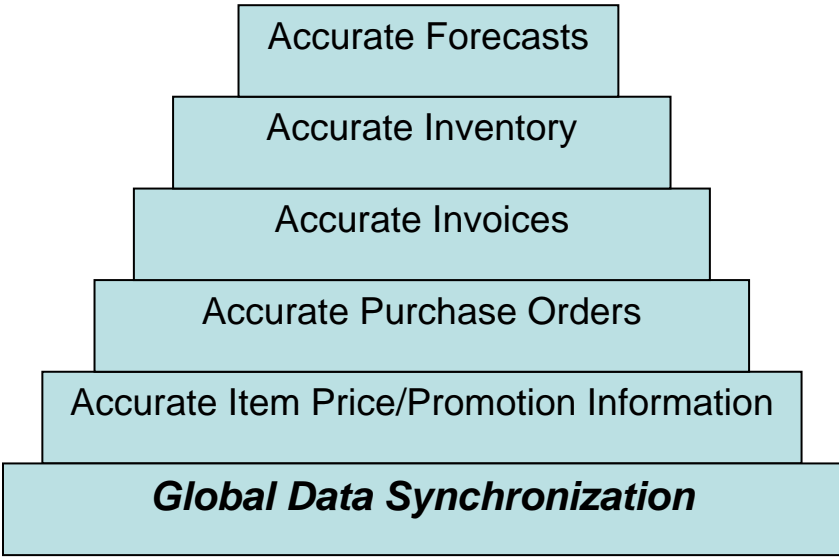 Accurate Forecasts
Accurate Inventory
Accurate Invoices
Accurate Purchase Orders
Accurate Item Price/Promotion Information
Global Data Synchronization